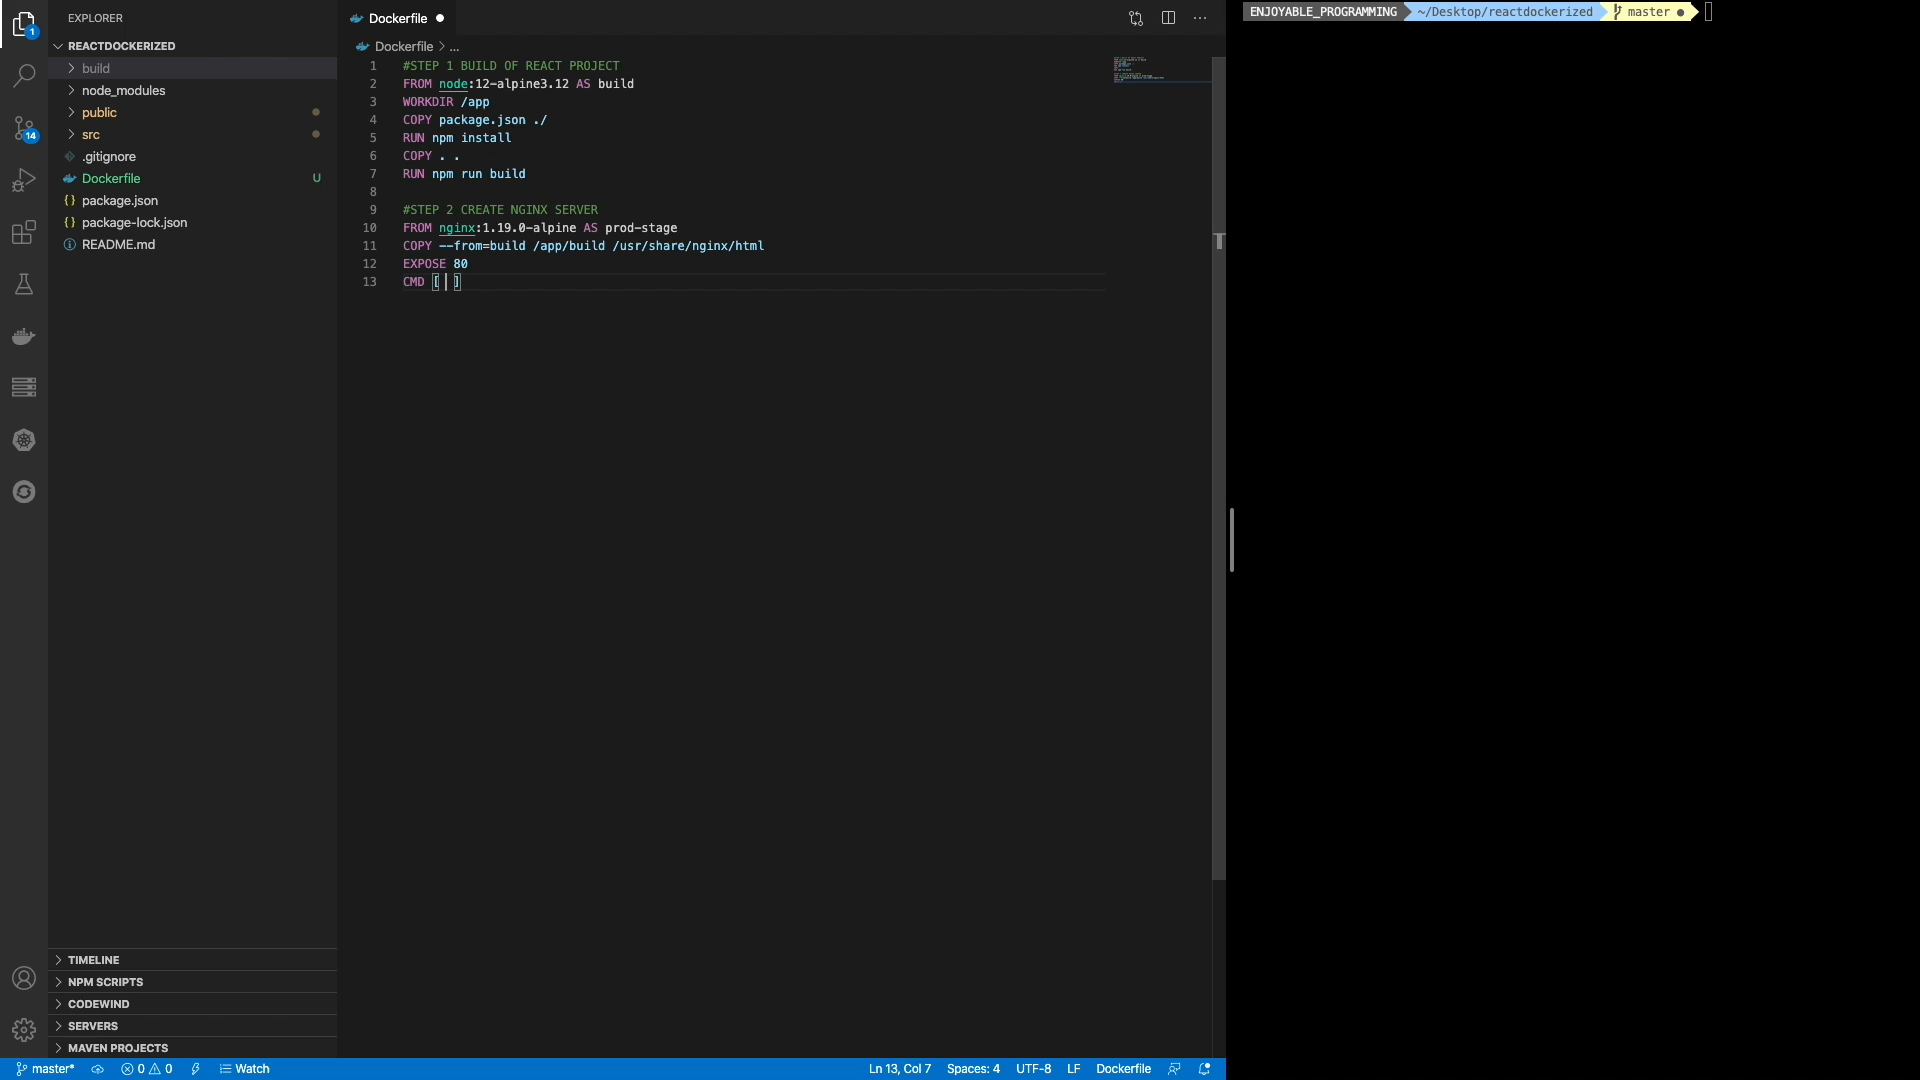 EXPLORER
REACTDOCKERIZED
build
node_modules
public
src
.gitignore
Dockerfile U
package.json
package-lock.json
README.md
TIMELINE
NPM SCRIPTS
CODEWIND
SERVERS
MAVEN PROJECTS
1
14
Dockerfile
Dockerfile > ...
1 #STEP 1 BUILD OF REACT PROJECT
2 FROM node:12-alpine3.12 AS build
3 WORKDIR /app
4 COPY package.json ./
5 RUN npm install
6 COPY . .
7 RUN npm run build
8
9 #STEP 2 CREATE NGINX SERVER
10 FROM nginx:1.19.0-alpine AS prod-stage
11 COPY --from=build /app/build /usr/share/nginx/html
12 EXPOSE 80
13 CMD [ ]
ENJOYABLE_PROGRAMMING ~/Desktop/reactdockerized master
master* 0 0 Watch Ln 13, Col 7 Spaces: 4 UTF-8 LF Dockerfile